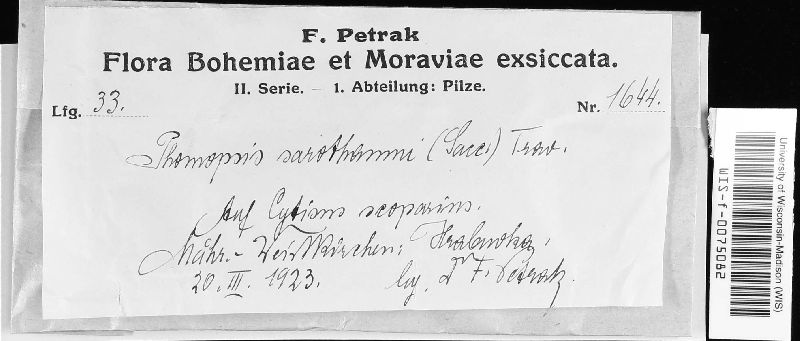 F. Petrak
Flora Bohemiae et Moraviae exsiccata.
II. Serie. — 1. Abteilung: Pilze.
Lfg. 33. Nr. 1644.
Phomopsis sarothamni (Sacc.) Trav.
Auf Cytisus scoparius.
Mähr.-Weißkirchen: Hrabuvka,
20. III. 1923. leg. Dr F. Petrak
University of Wisconsin-Madison (WIS)
WIS-f-0075082